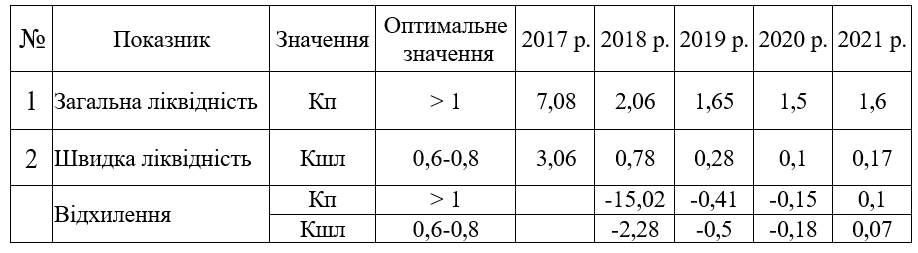 № Показник Значення Оптимальне значення 2017 р. 2018 р. 2019 р. 2020 р. 2021 р.
1 Загальна ліквідність Кп > 1 7,08 2,06 1,65 1,5 1,6
2 Швидка ліквідність Кшл 0,6-0,8 3,06 0,78 0,28 0,1 0,17
Відхилення Кп > 1 -15,02 -0,41 -0,15 0,1
Кшл 0,6-0,8 -2,28 -0,5 -0,18 0,07